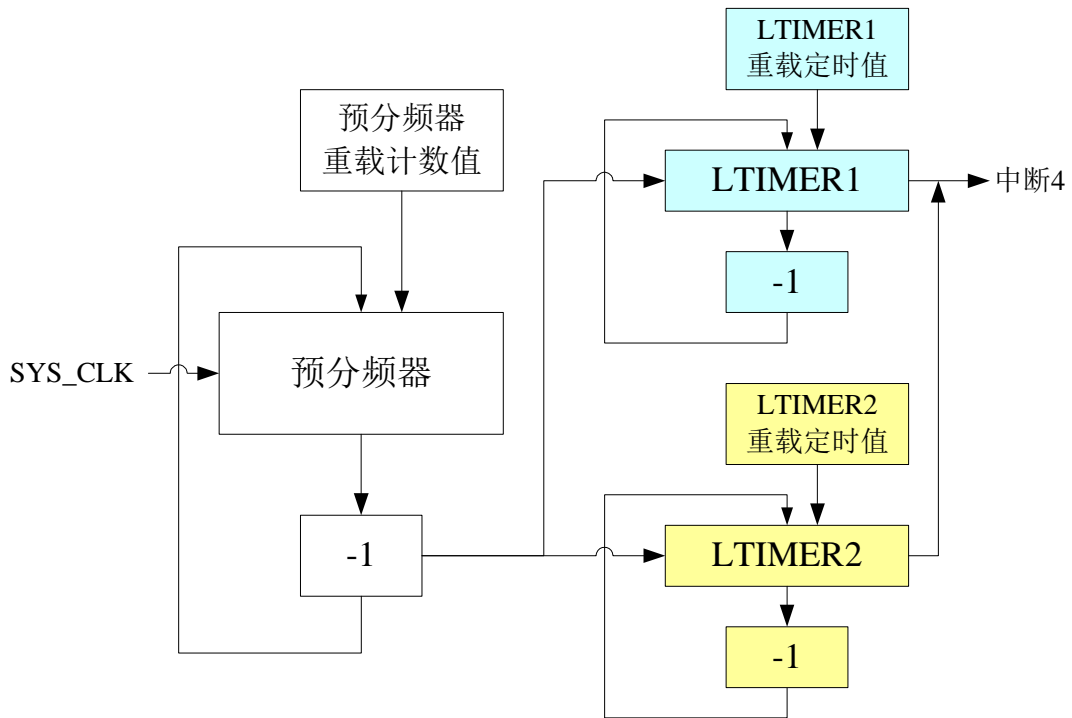 LTIMER1
重载定时值
预分频器
重载计数值
LTIMER1
中断4
-1
SYS_CLK
预分频器
LTIMER2
重载定时值
-1
LTIMER2
-1